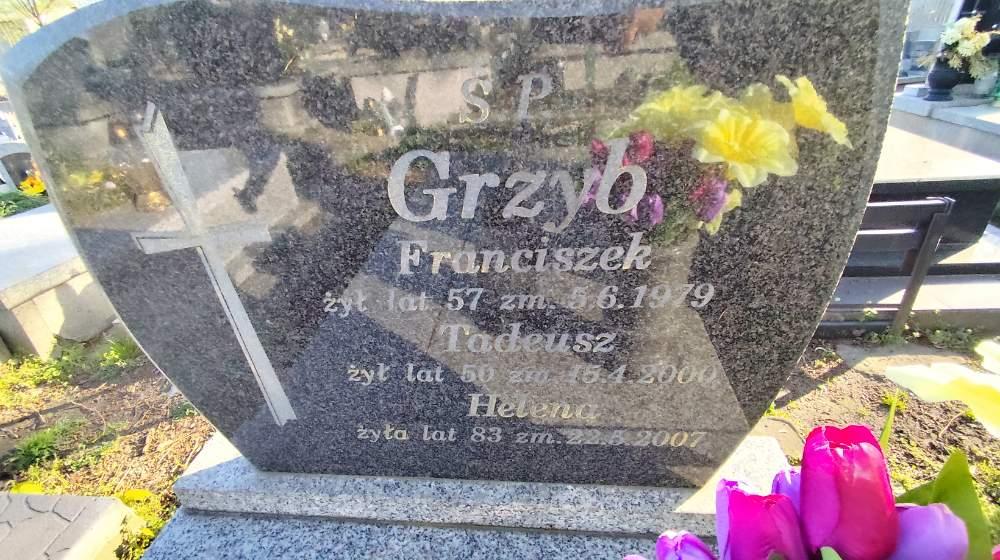 S P.
Grzyb
Franciszek
żył lat 57 zm. 5.6.1979
Tadeusz
żył lat 50 zm. 15.4.2000
Helena
żyła lat 83 zm. 22.5.2007